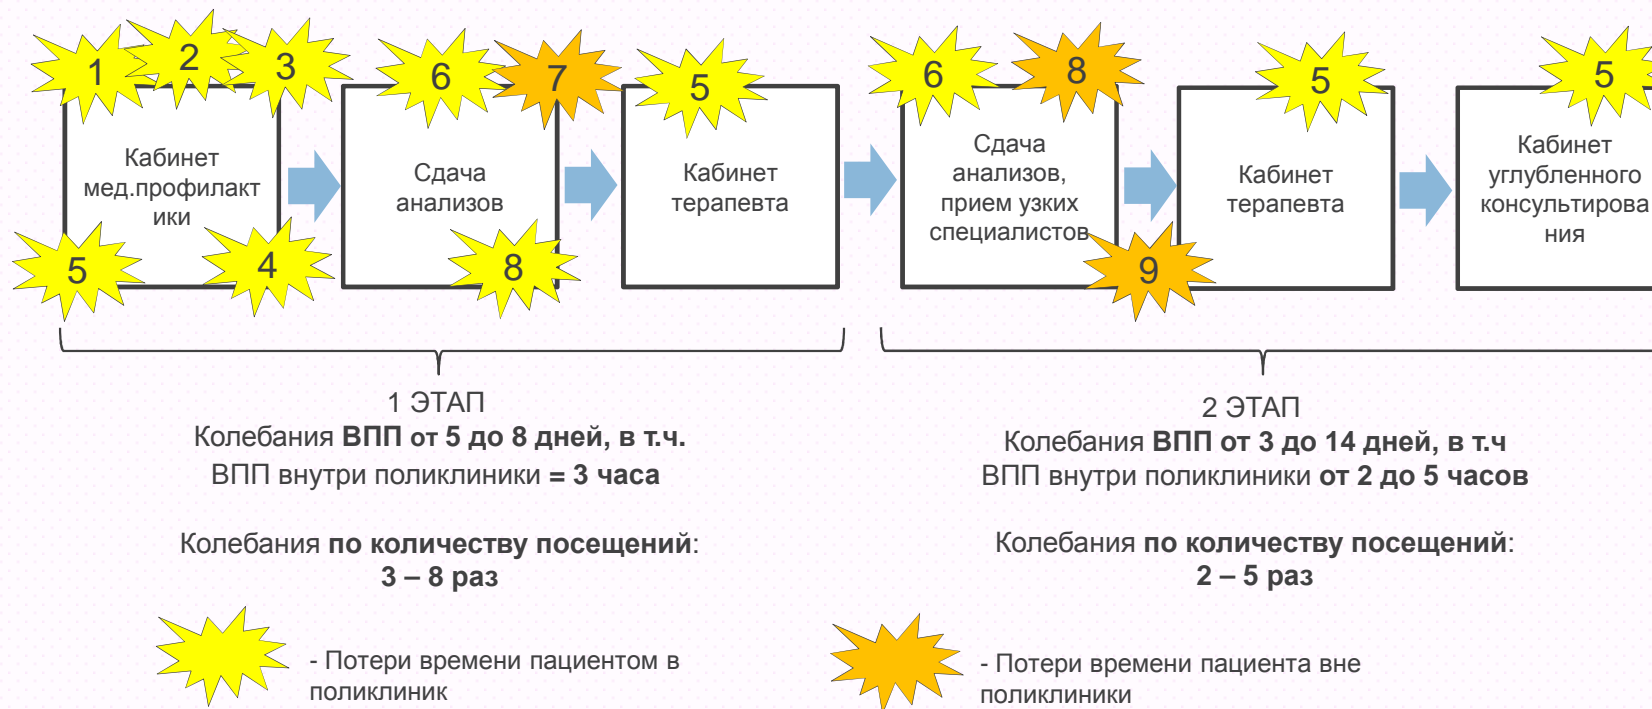 1
2
3
6
7
5
6
8
5
5
Кабинет
мед.профилакт
ики
Сдача
анализов
Кабинет
терапевта
Сдача
анализов,
прием узких
специалистов
Кабинет
терапевта
Кабинет
углубленного
консультирова
ния
5
4
8
9
1 ЭТАП
Колебания ВПП от 5 до 8 дней, в т.ч.
ВПП внутри поликлиники = 3 часа
Колебания по количеству посещений:
3 – 8 раз
2 ЭТАП
Колебания ВПП от 3 до 14 дней, в т.ч
ВПП внутри поликлиники от 2 до 5 часов
Колебания по количеству посещений:
2 – 5 раз
- Потери времени пациентом в
поликлиник
- Потери времени пациента вне
поликлиники